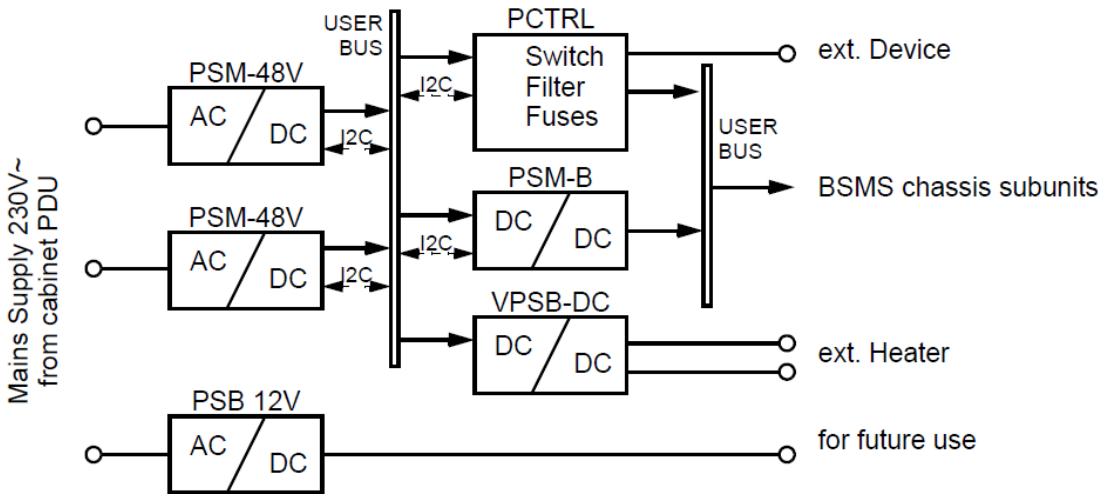 Mains Supply 230V~
from cabinet PDU
PSM-48V
AC
DC
I2C
PSM-48V
AC
DC
I2C
PSB 12V
AC
DC
USER
BUS
I2C
I2C
PCTRL
Switch
Filter
Fuses
PSM-B
DC
DC
VPSB-DC
DC
DC
USER
BUS
ext. Device
BSMS chassis subunits
ext. Heater
for future use